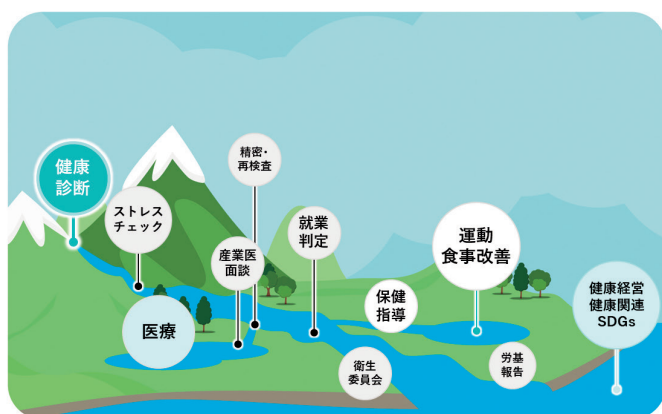 健康
診断
ストレス
チェック
精密・
再検査
産業医
面談
就業
判定
医療
保健
指導
運動
食事改善
衛生
委員会
労基
報告
健康経営
健康関連
SDGs